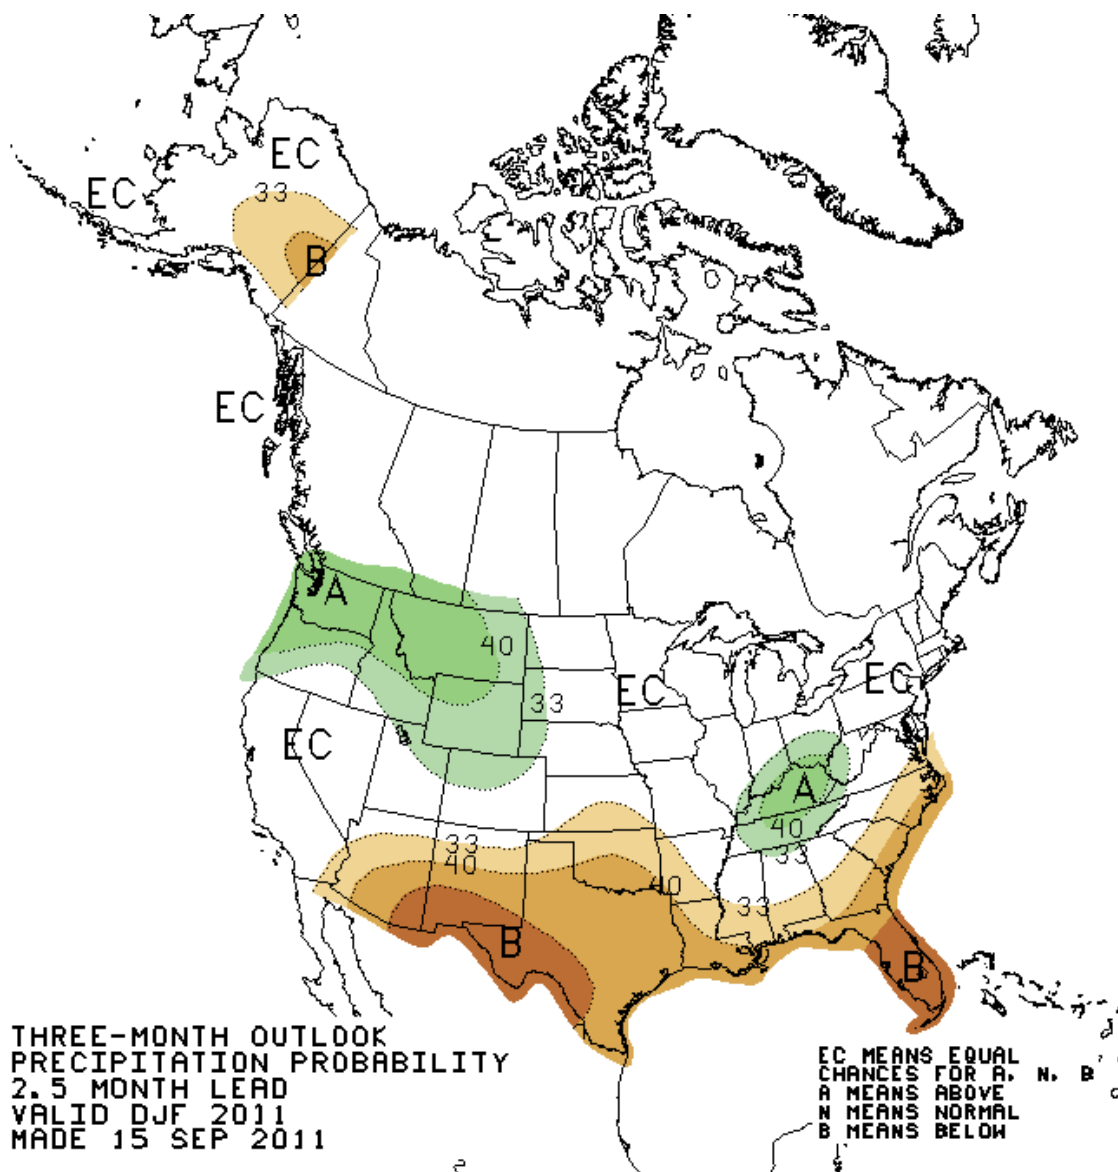 EC
EC
33
B
EC
A
40
33
EC
EC
EC
A
40
33
33
40
40
33
B
B
THREE-MONTH OUTLOOK
PRECIPITATION PROBABILITY
2.5 MONTH LEAD
VALID DJF 2011
MADE 15 SEP 2011
EC MEANS EQUAL
CHANCES FOR A, N, B
A MEANS ABOVE
N MEANS NORMAL
B MEANS BELOW